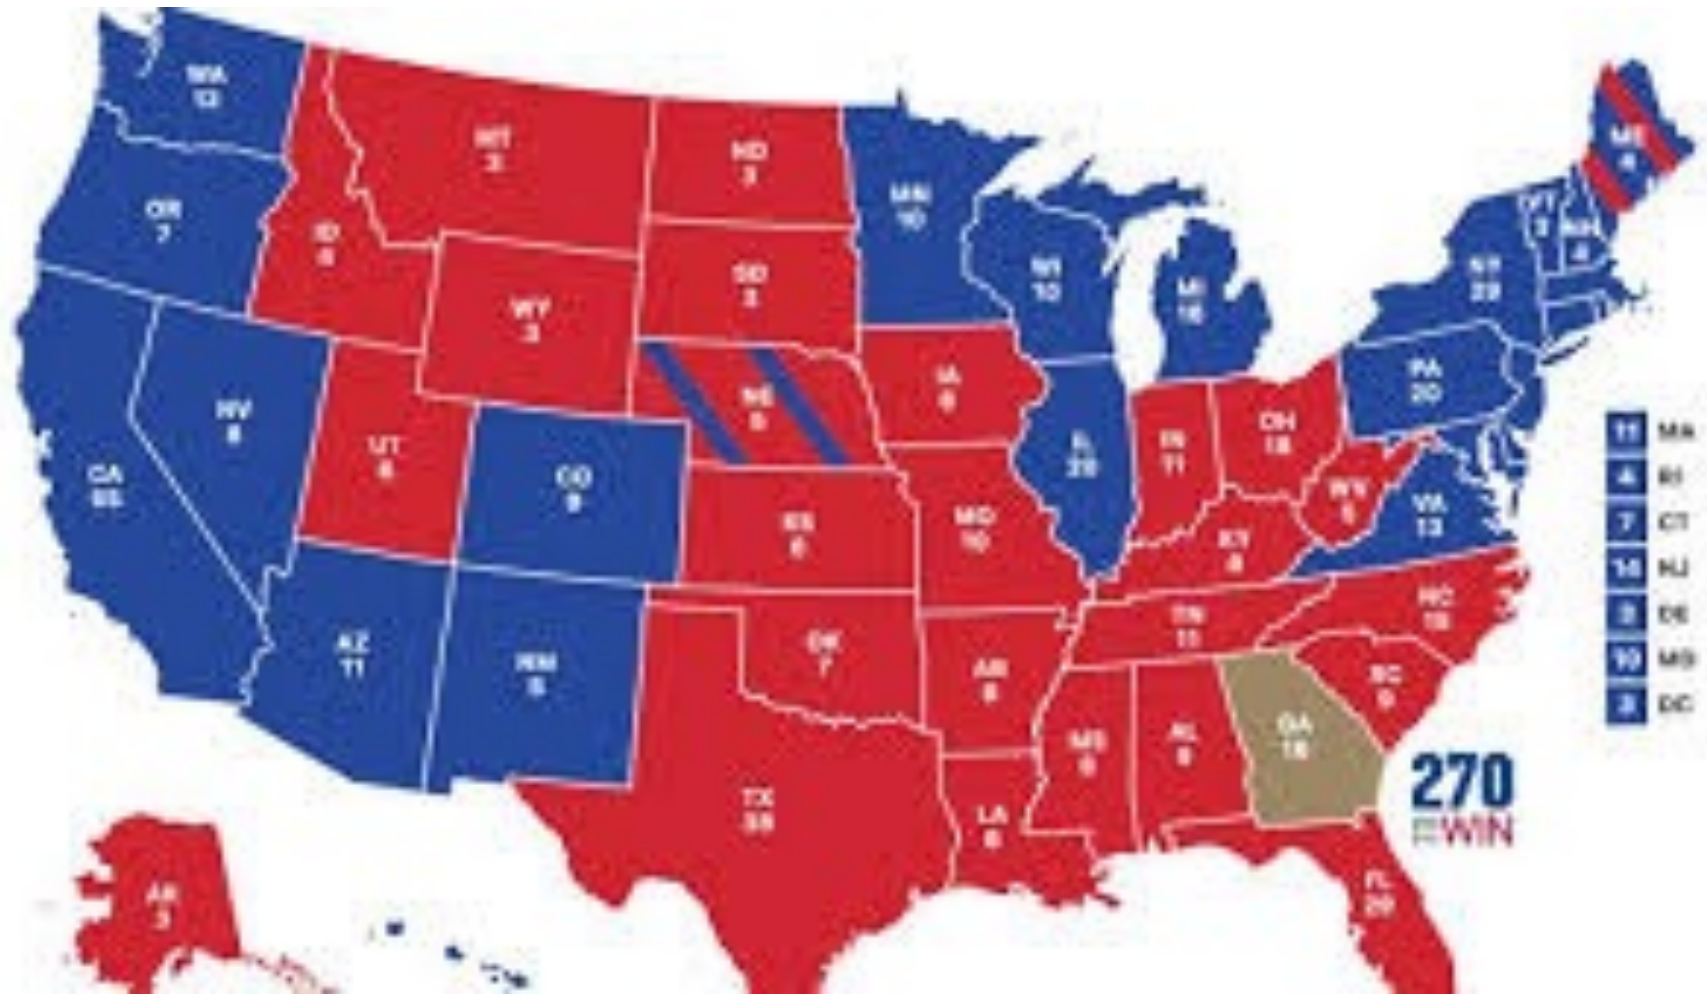 WA
12
MT
3
ND
3
MN
10
ME
4
OR
7
ID
4
VT
3
NH
4
WY
3
SD
3
WI
10
MI
16
NY
29
NV
6
UT
6
NE
5
IA
6
PA
20
CA
55
CO
9
IL
20
IN
11
OH
18
WV
5
VA
13
KS
6
MO
10
KY
8
11 MA
4 RI
7 CT
14 NJ
3 DE
10 MD
3 DC
AZ
11
NM
5
OK
7
AR
6
TN
11
NC
15
SC
9
MS
6
AL
9
GA
16
TX
38
LA
8
270
WIN
AK
3
FL
29